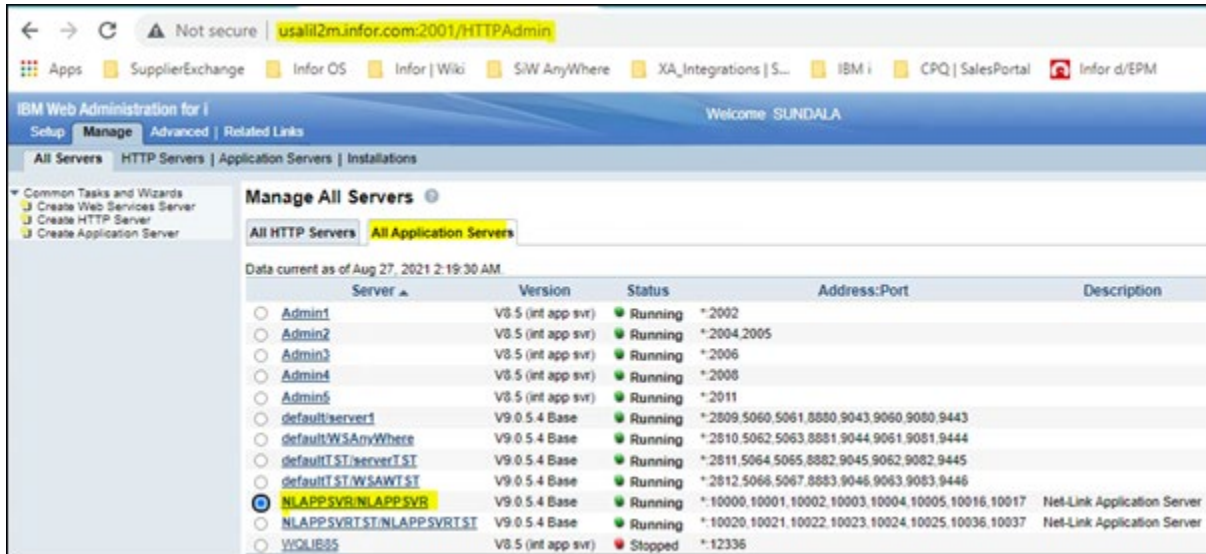 Not secure | usalil2m.infor.com:2001/HTTPAdmin
Apps SupplierExchange Infor OS Infor | Wiki SiW AnyWhere XA_Integrations | S... IBM i CPQ | SalesPortal Infor d/EPM
IBM Web Administration for i Welcome SUNDALA
Setup Manage Advanced | Related Links
All Servers HTTP Servers | Application Servers | Installations
Common Tasks and Wizards
Create Web Services Server
Create HTTP Server
Create Application Server
Manage All Servers
All HTTP Servers All Application Servers
Data current as of Aug 27, 2021 2:19:30 AM.
Server Version Status Address:Port Description
Admin1 V8.5 (int app svr) Running *:2002
Admin2 V8.5 (int app svr) Running *:2004,2005
Admin3 V8.5 (int app svr) Running *:2006
Admin4 V8.5 (int app svr) Running *:2008
Admin5 V8.5 (int app svr) Running *:2011
default/server1 V9.0.5.4 Base Running *:2809,5060,5061,8880,9043,9060,9080,9443
default/WSAnyWhere V9.0.5.4 Base Running *:2810,5062,5063,8881,9044,9061,9081,9444
defaultTST/serverTST V9.0.5.4 Base Running *:2811,5064,5065,8882,9045,9062,9082,9445
defaultTST/WSAWTST V9.0.5.4 Base Running *:2812,5066,5067,8883,9046,9063,9083,9446
NLAPPSVR/NLAPPSVR V9.0.5.4 Base Running *:10000,10001,10002,10003,10004,10005,10016,10017 Net-Link Application Server
NLAPPSVRTST/NLAPPSVRTST V9.0.5.4 Base Running *:10020,10021,10022,10023,10024,10025,10036,10037 Net-Link Application Server
WQLIB85 V8.5 (int app svr) Stopped *:12336